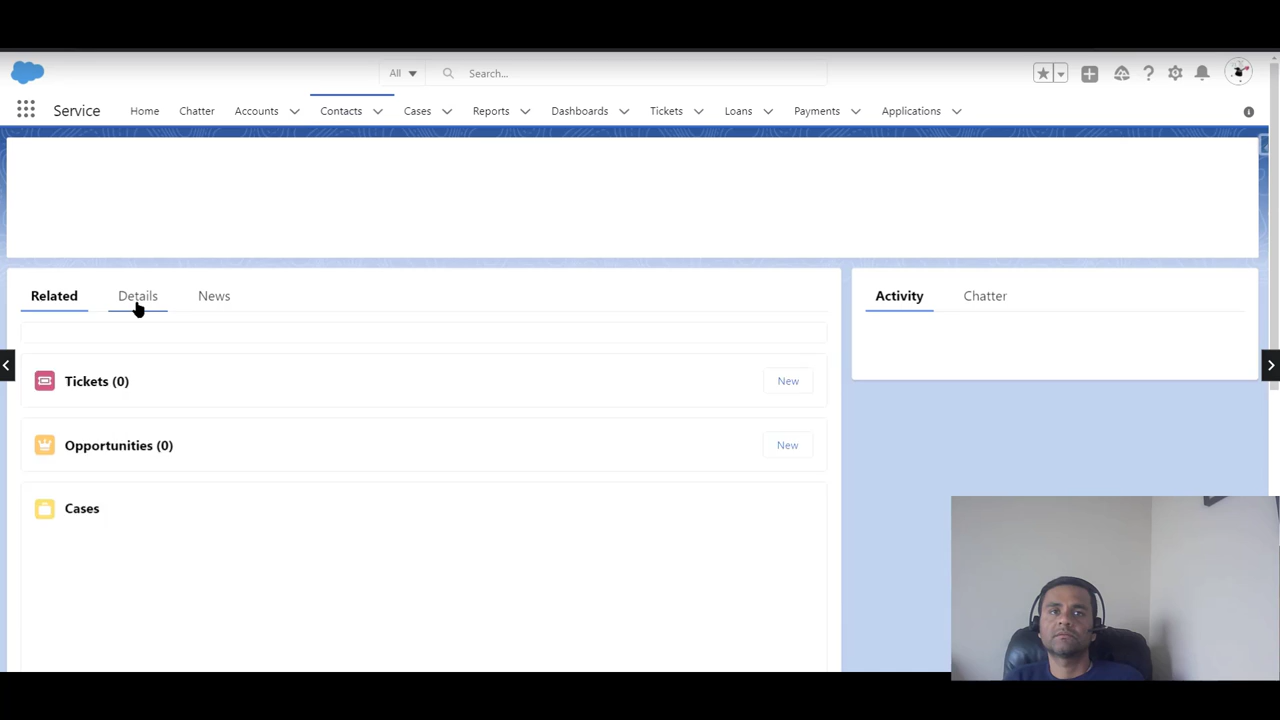 All
Search...
Service
Home
Chatter
Accounts
Contacts
Cases
Reports
Dashboards
Tickets
Loans
Payments
Applications
Related
Details
News
Activity
Chatter
Tickets (0)
New
Opportunities (0)
New
Cases